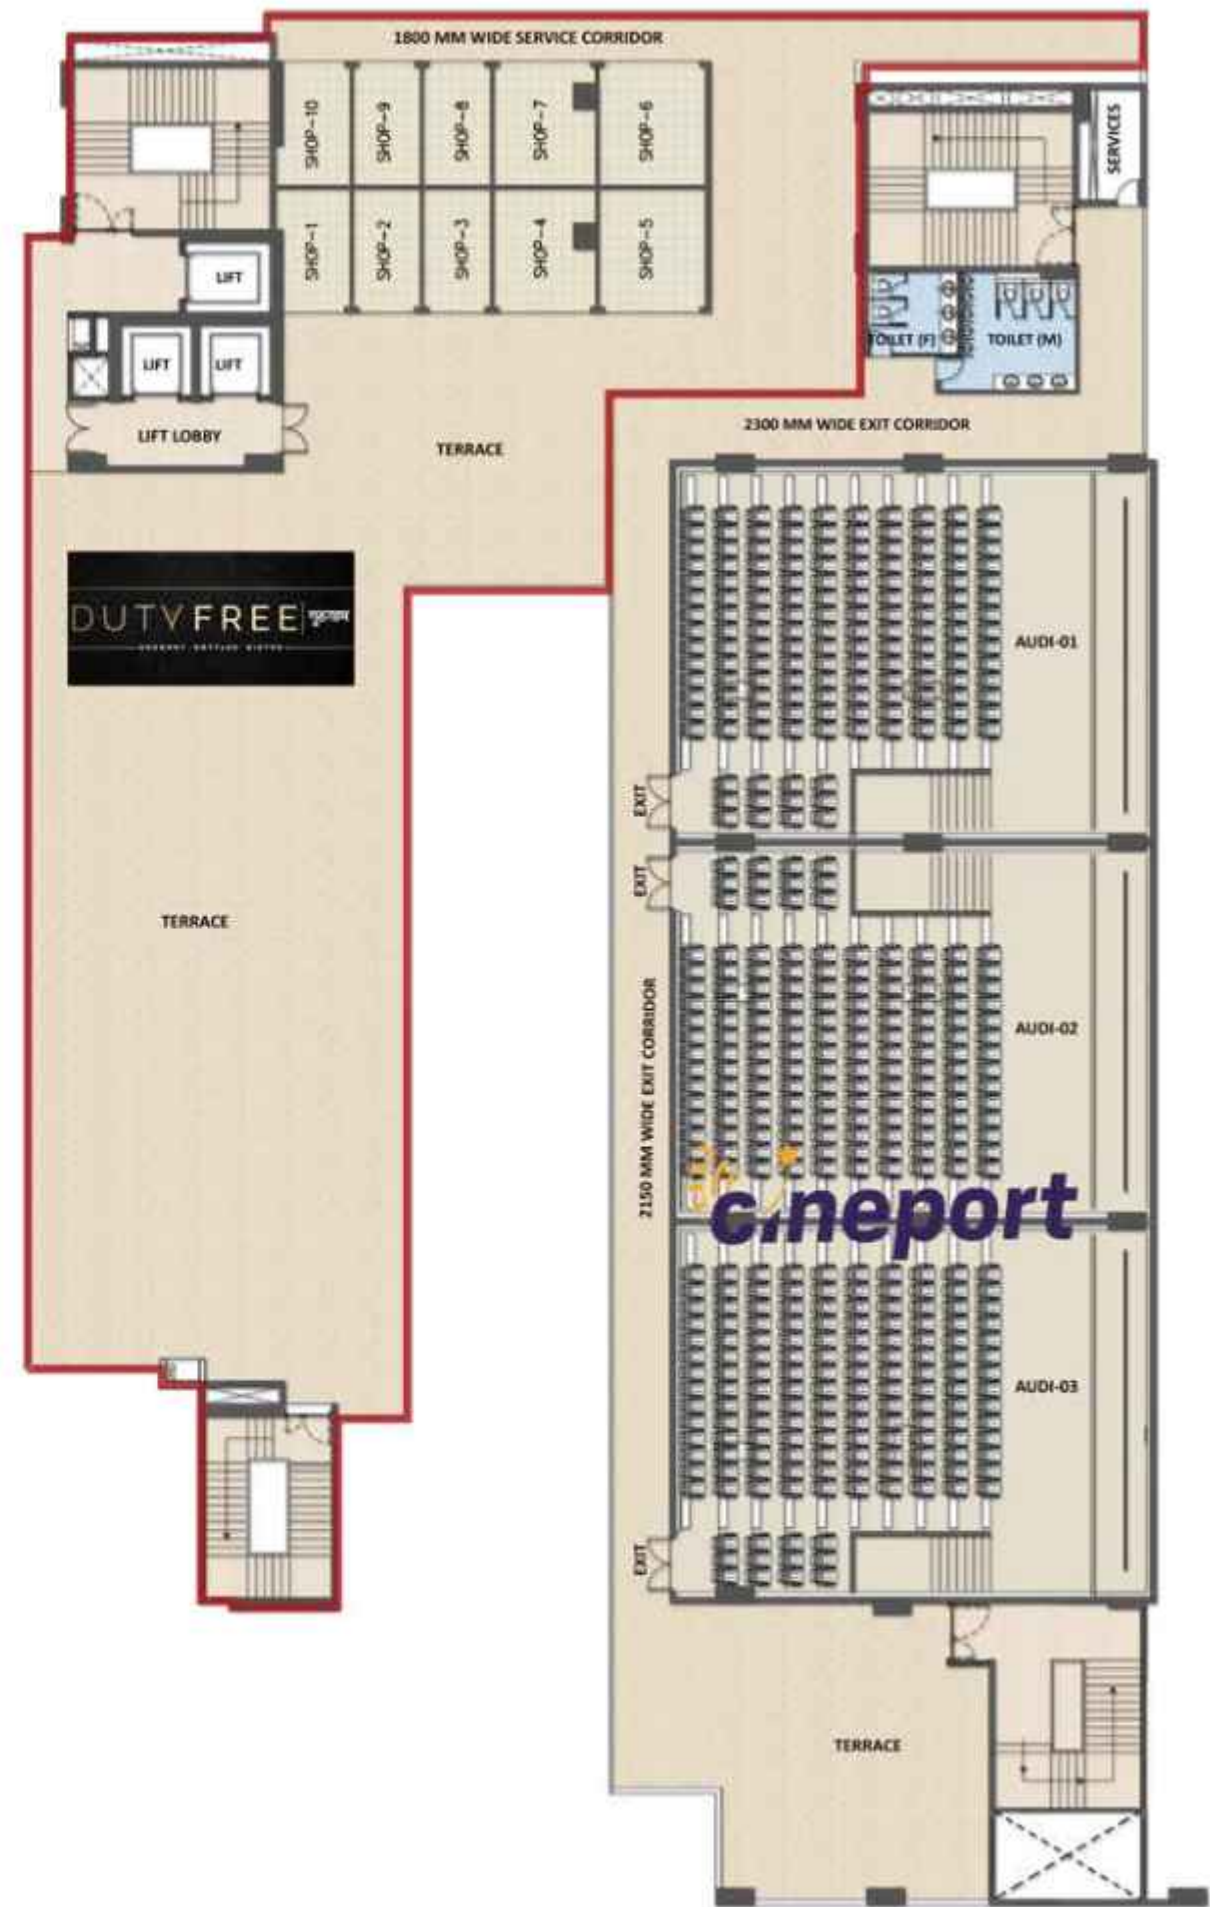 1800 MM WIDE SERVICE CORRIDOR
SHOP-10
SHOP-9
SHOP-8
SHOP-7
SHOP-6
SERVICES
SHOP-1
SHOP-2
SHOP-3
SHOP-4
SHOP-5
LIFT
LIFT
LIFT
TOILET (F)
TOILET (M)
LIFT LOBBY
TERRACE
2300 MM WIDE EXIT CORRIDOR
DUTYFREE
AUDI-01
EXIT
EXIT
TERRACE
2150 MM WIDE EXIT CORRIDOR
AUDI-02
cineport
AUDI-03
EXIT
TERRACE